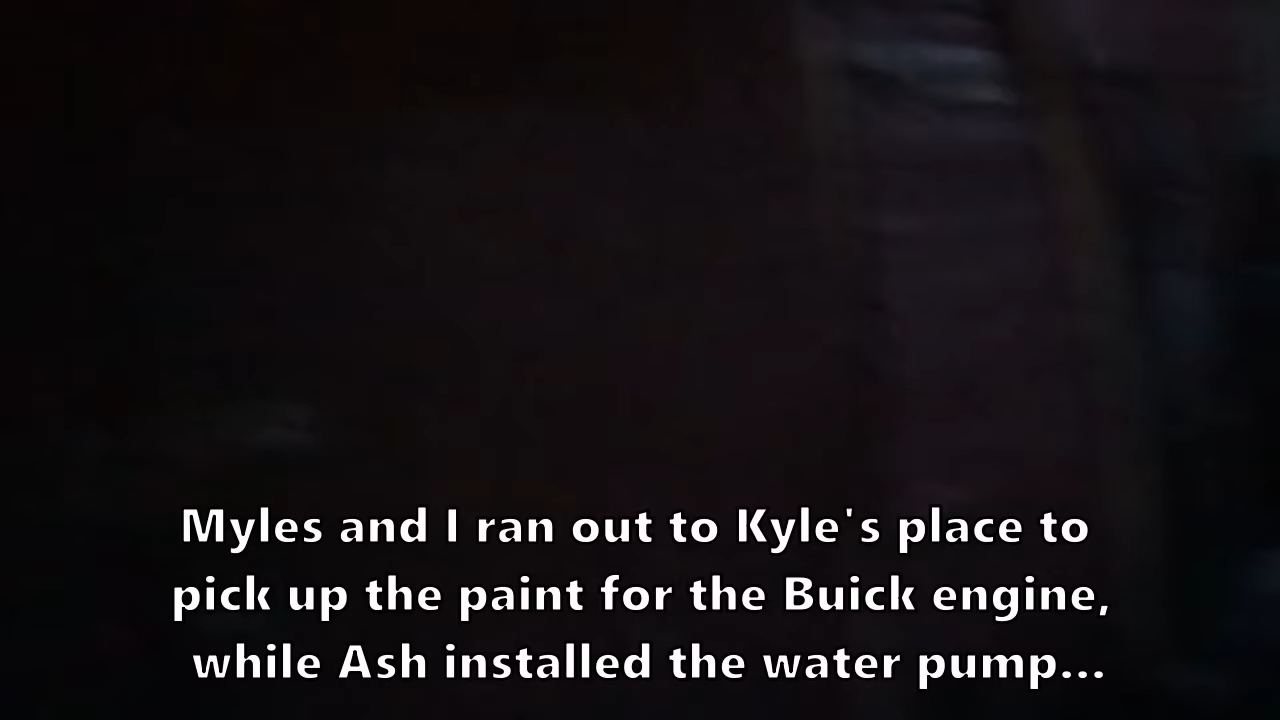 Myles and I ran out to Kyle's place to
pick up the paint for the Buick engine,
while Ash installed the water pump...